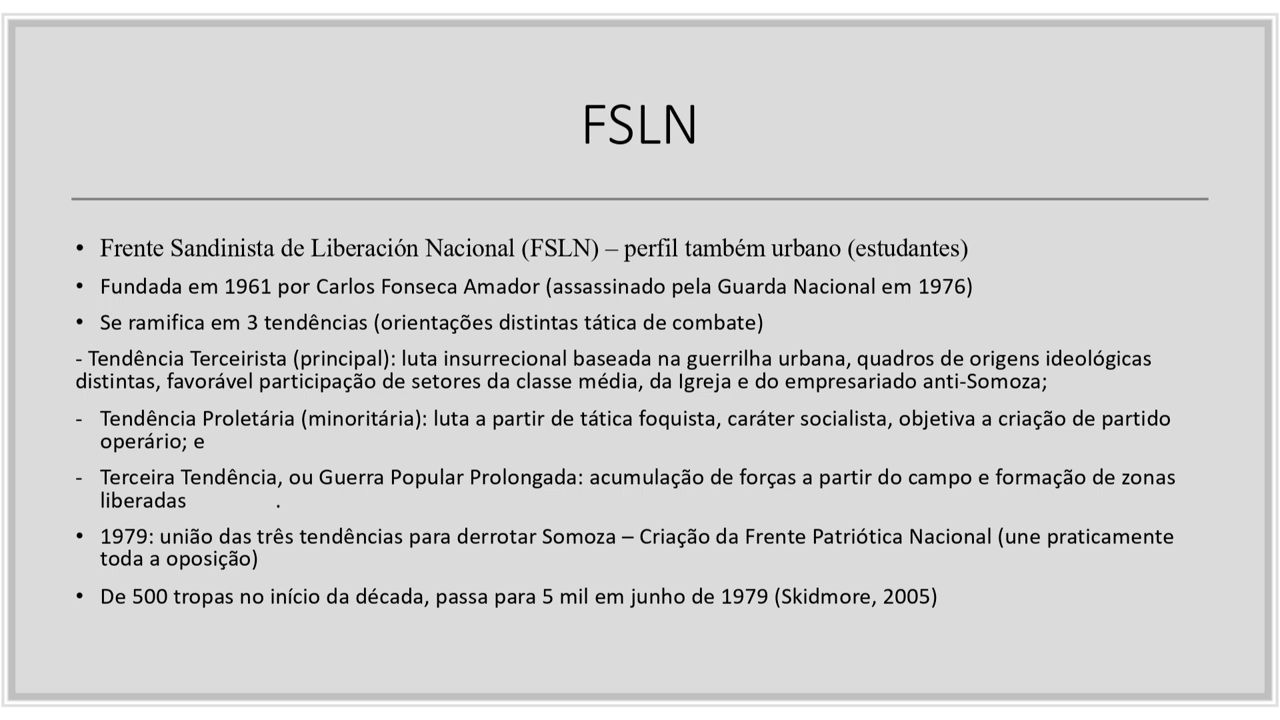 FSLN
• Frente Sandinista de Liberación Nacional (FSLN) – perfil também urbano (estudantes)
• Fundada em 1961 por Carlos Fonseca Amador (assassinado pela Guarda Nacional em 1976)
• Se ramifica em 3 tendências (orientações distintas tática de combate)
- Tendência Terceirista (principal): luta insurrecional baseada na guerrilha urbana, quadros de origens ideológicas
distintas, favorável participação de setores da classe média, da Igreja e do empresariado anti-Somoza;
- Tendência Proletária (minoritária): luta a partir de tática foquista, caráter socialista, objetiva a criação de partido
operário; e
- Terceira Tendência, ou Guerra Popular Prolongada: acumulação de forças a partir do campo e formação de zonas
liberadas .
• 1979: união das três tendências para derrotar Somoza – Criação da Frente Patriótica Nacional (une praticamente
toda a oposição)
• De 500 tropas no início da década, passa para 5 mil em junho de 1979 (Skidmore, 2005)